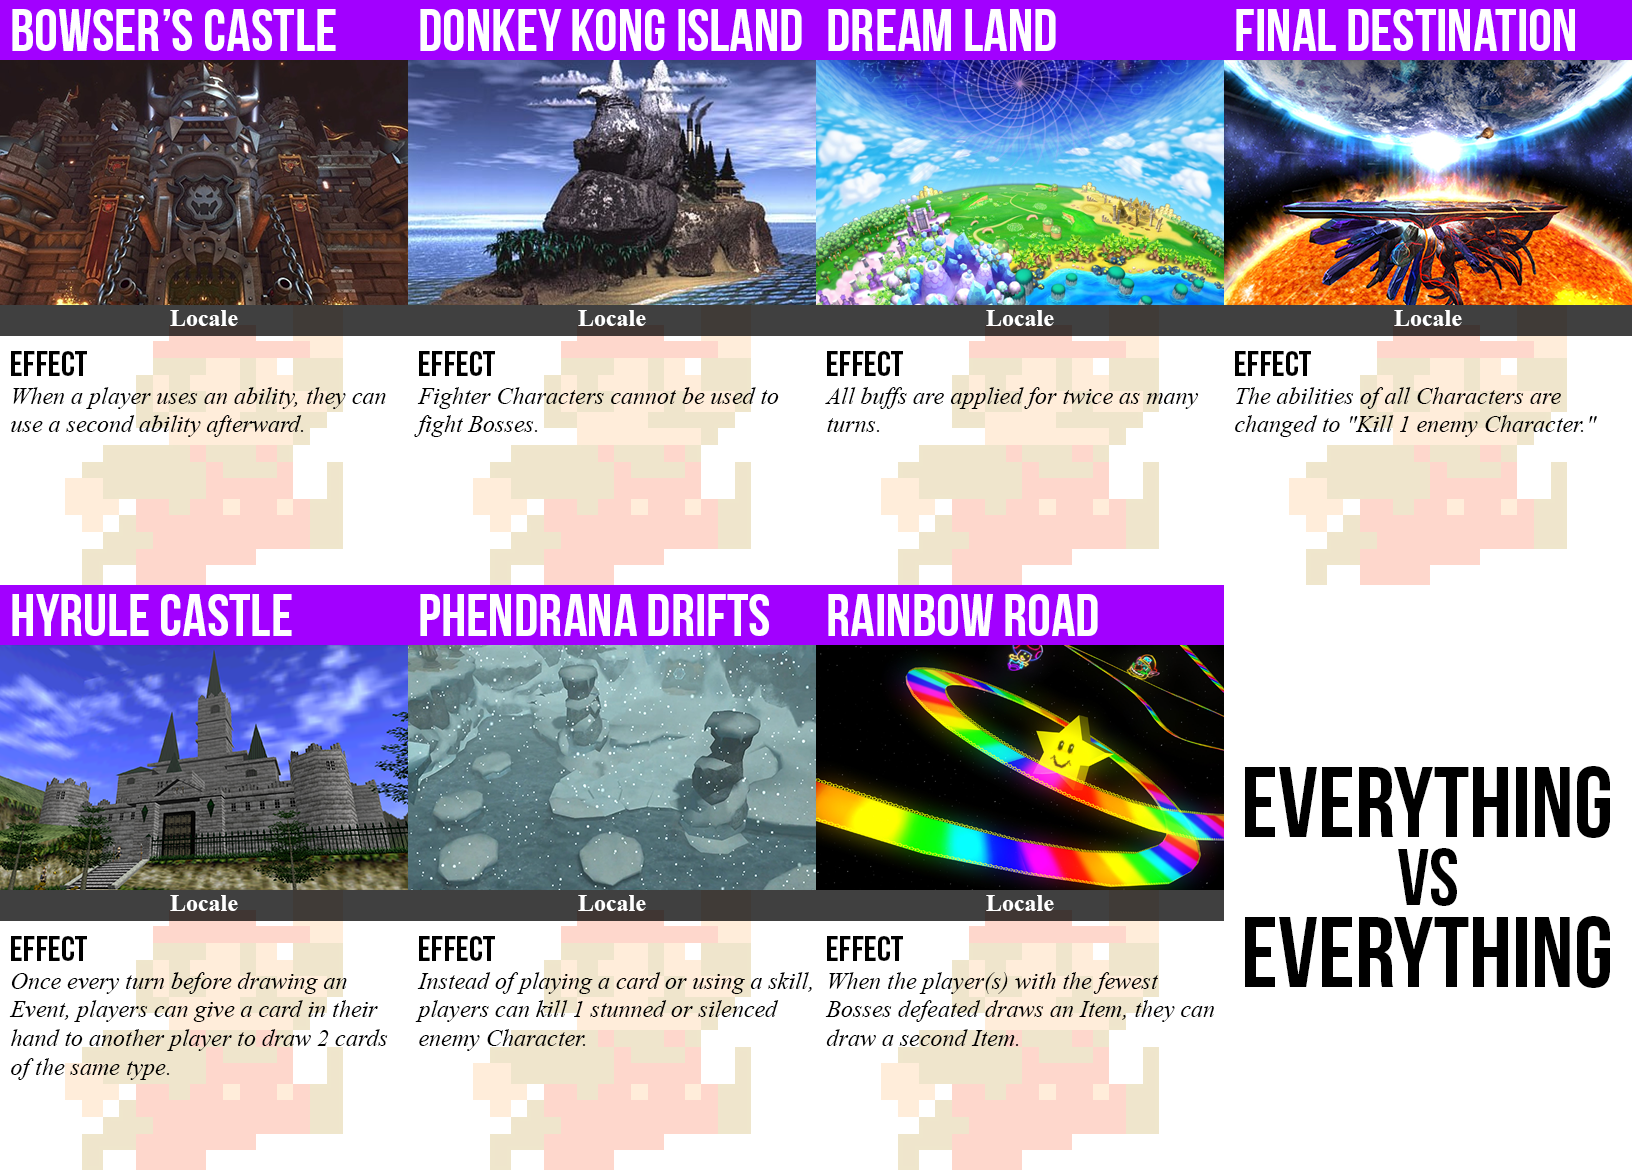 BOWSER'S CASTLE
Locale
EFFECT
When a player uses an ability, they can
use a second ability afterward.
DONKEY KONG ISLAND
Locale
EFFECT
Fighter Characters cannot be used to
fight Bosses.
DREAM LAND
Locale
EFFECT
All buffs are applied for twice as many
turns.
FINAL DESTINATION
Locale
EFFECT
The abilities of all Characters are
changed to "Kill 1 enemy Character."
HYRULE CASTLE
Locale
EFFECT
Once every turn before drawing an
Event, players can give a card in their
hand to another player to draw 2 cards
of the same type.
PHENDRANA DRIFTS
Locale
EFFECT
Instead of playing a card or using a skill,
players can kill 1 stunned or silenced
enemy Character.
RAINBOW ROAD
Locale
EFFECT
When the player(s) with the fewest
Bosses defeated draws an Item, they can
draw a second Item.
EVERYTHING
VS
EVERYTHING